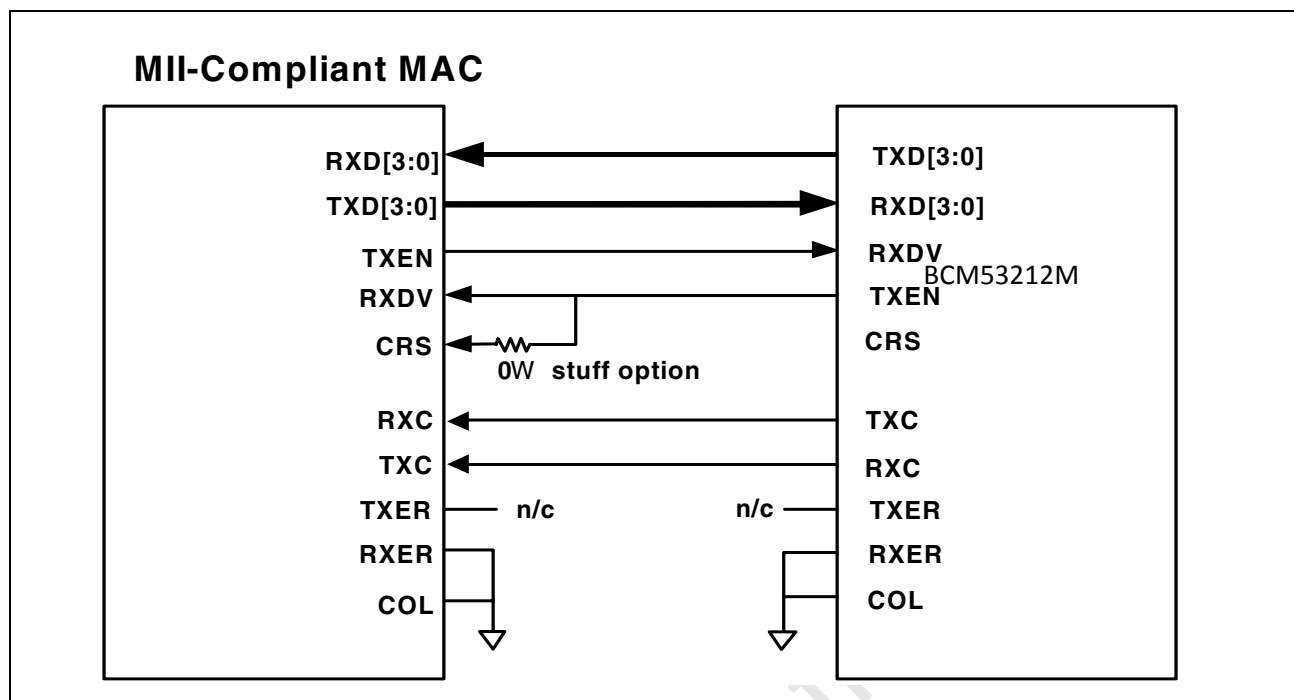 MII-Compliant MAC
RXD[3:0]
TXD[3:0]
TXEN
RXDV
CRS
0W stuff option
RXC
TXC
TXER
n/c
RXER
COL
TXD[3:0]
RXD[3:0]
RXDV
BCM53212M
TXEN
CRS
TXC
RXC
n/c
TXER
RXER
COL